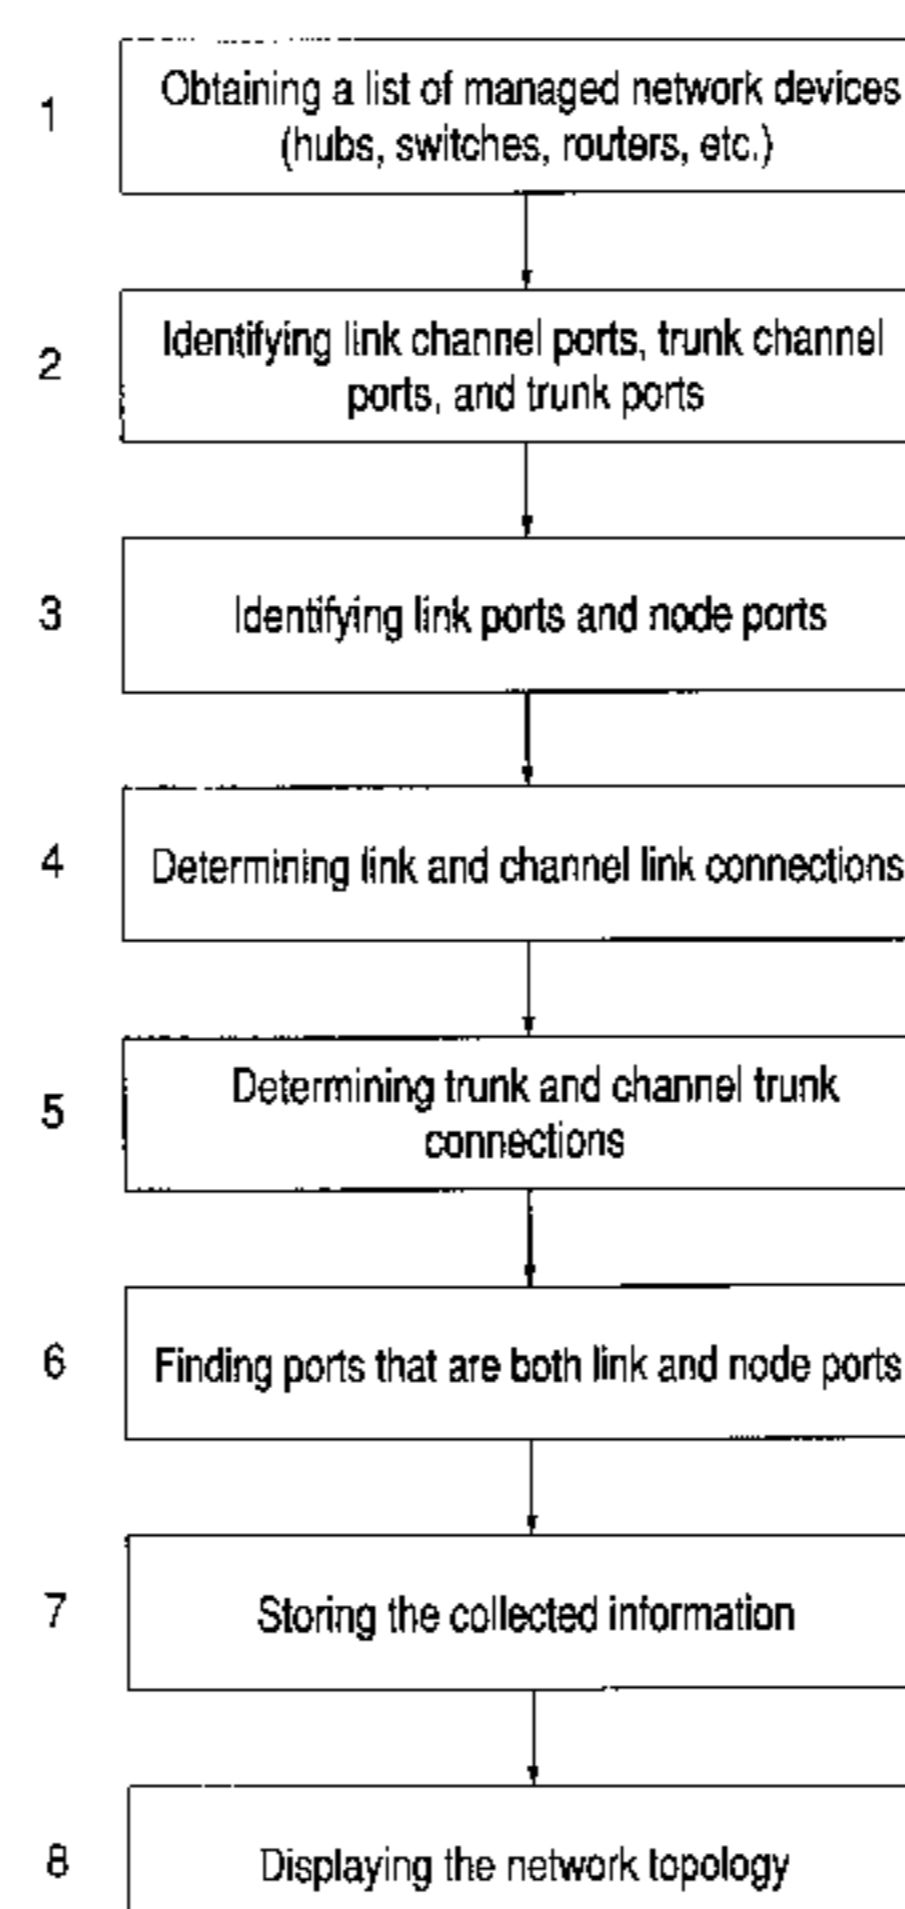 1
Obtaining a list of managed network devices
(hubs, switches, routers, etc.)
2
Identifying link channel ports, trunk channel
ports, and trunk ports
3
Identifying link ports and node ports
4
Determining link and channel link connections
5
Determining trunk and channel trunk
connections
6
Finding ports that are both link and node ports
7
Storing the collected information
8
Displaying the network topology